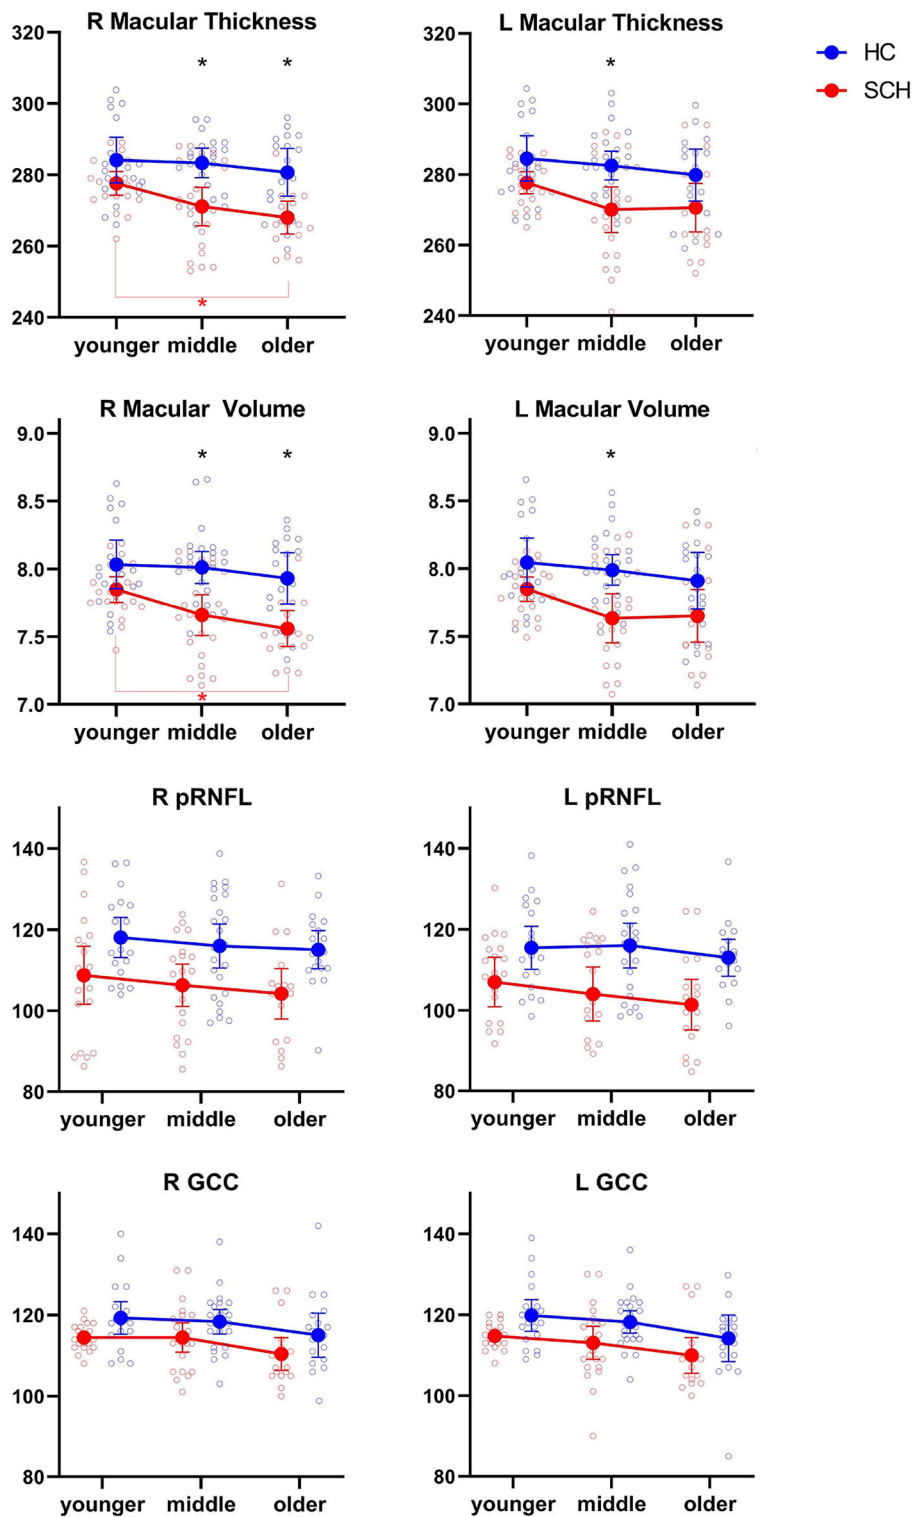 R Macular Thickness
320
300
280
260
240
* *
*
younger middle older
L Macular Thickness
320
300
280
260
240
*
younger middle older
HC
SCH
R Macular Volume
9.0
8.5
8.0
7.5
7.0
* *
*
younger middle older
L Macular Volume
9.0
8.5
8.0
7.5
7.0
*
younger middle older
R pRNFL
140
120
100
80
younger middle older
L pRNFL
140
120
100
80
younger middle older
R GCC
140
120
100
80
younger middle older
L GCC
140
120
100
80
younger middle older